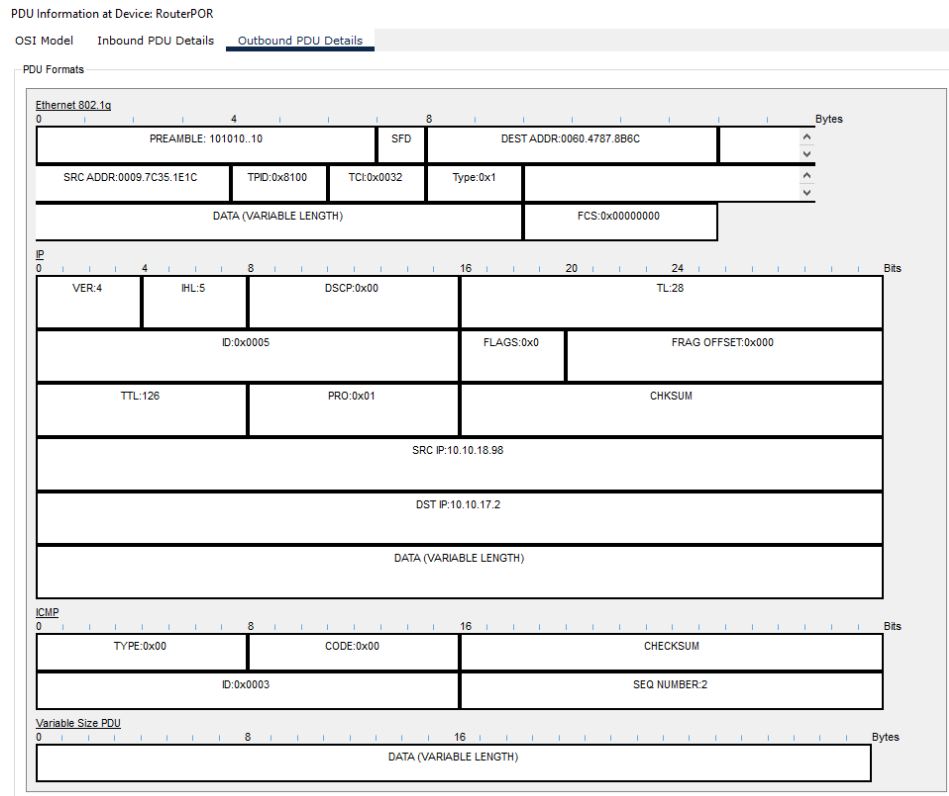 PDU Information at Device: RouterPOR
OSI Model Inbound PDU Details Outbound PDU Details
PDU Formats
Ethernet 802.1q
0 4 8 Bytes
PREAMBLE: 101010..10 SFD DEST ADDR:0060.4787.8B6C
SRC ADDR:0009.7C35.1E1C TPID:0x8100 TCI:0x0032 Type:0x1
DATA (VARIABLE LENGTH) FCS:0x00000000
IP
0 4 8 16 20 24 Bits
VER:4 IHL:5 DSCP:0x00 TL:28
ID:0x0005 FLAGS:0x0 FRAG OFFSET:0x000
TTL:126 PRO:0x01 CHKSUM
SRC IP:10.10.18.98
DST IP:10.10.17.2
DATA (VARIABLE LENGTH)
ICMP
0 8 16 Bits
TYPE:0x00 CODE:0x00 CHECKSUM
ID:0x0003 SEQ NUMBER:2
Variable Size PDU
0 8 16 Bytes
DATA (VARIABLE LENGTH)